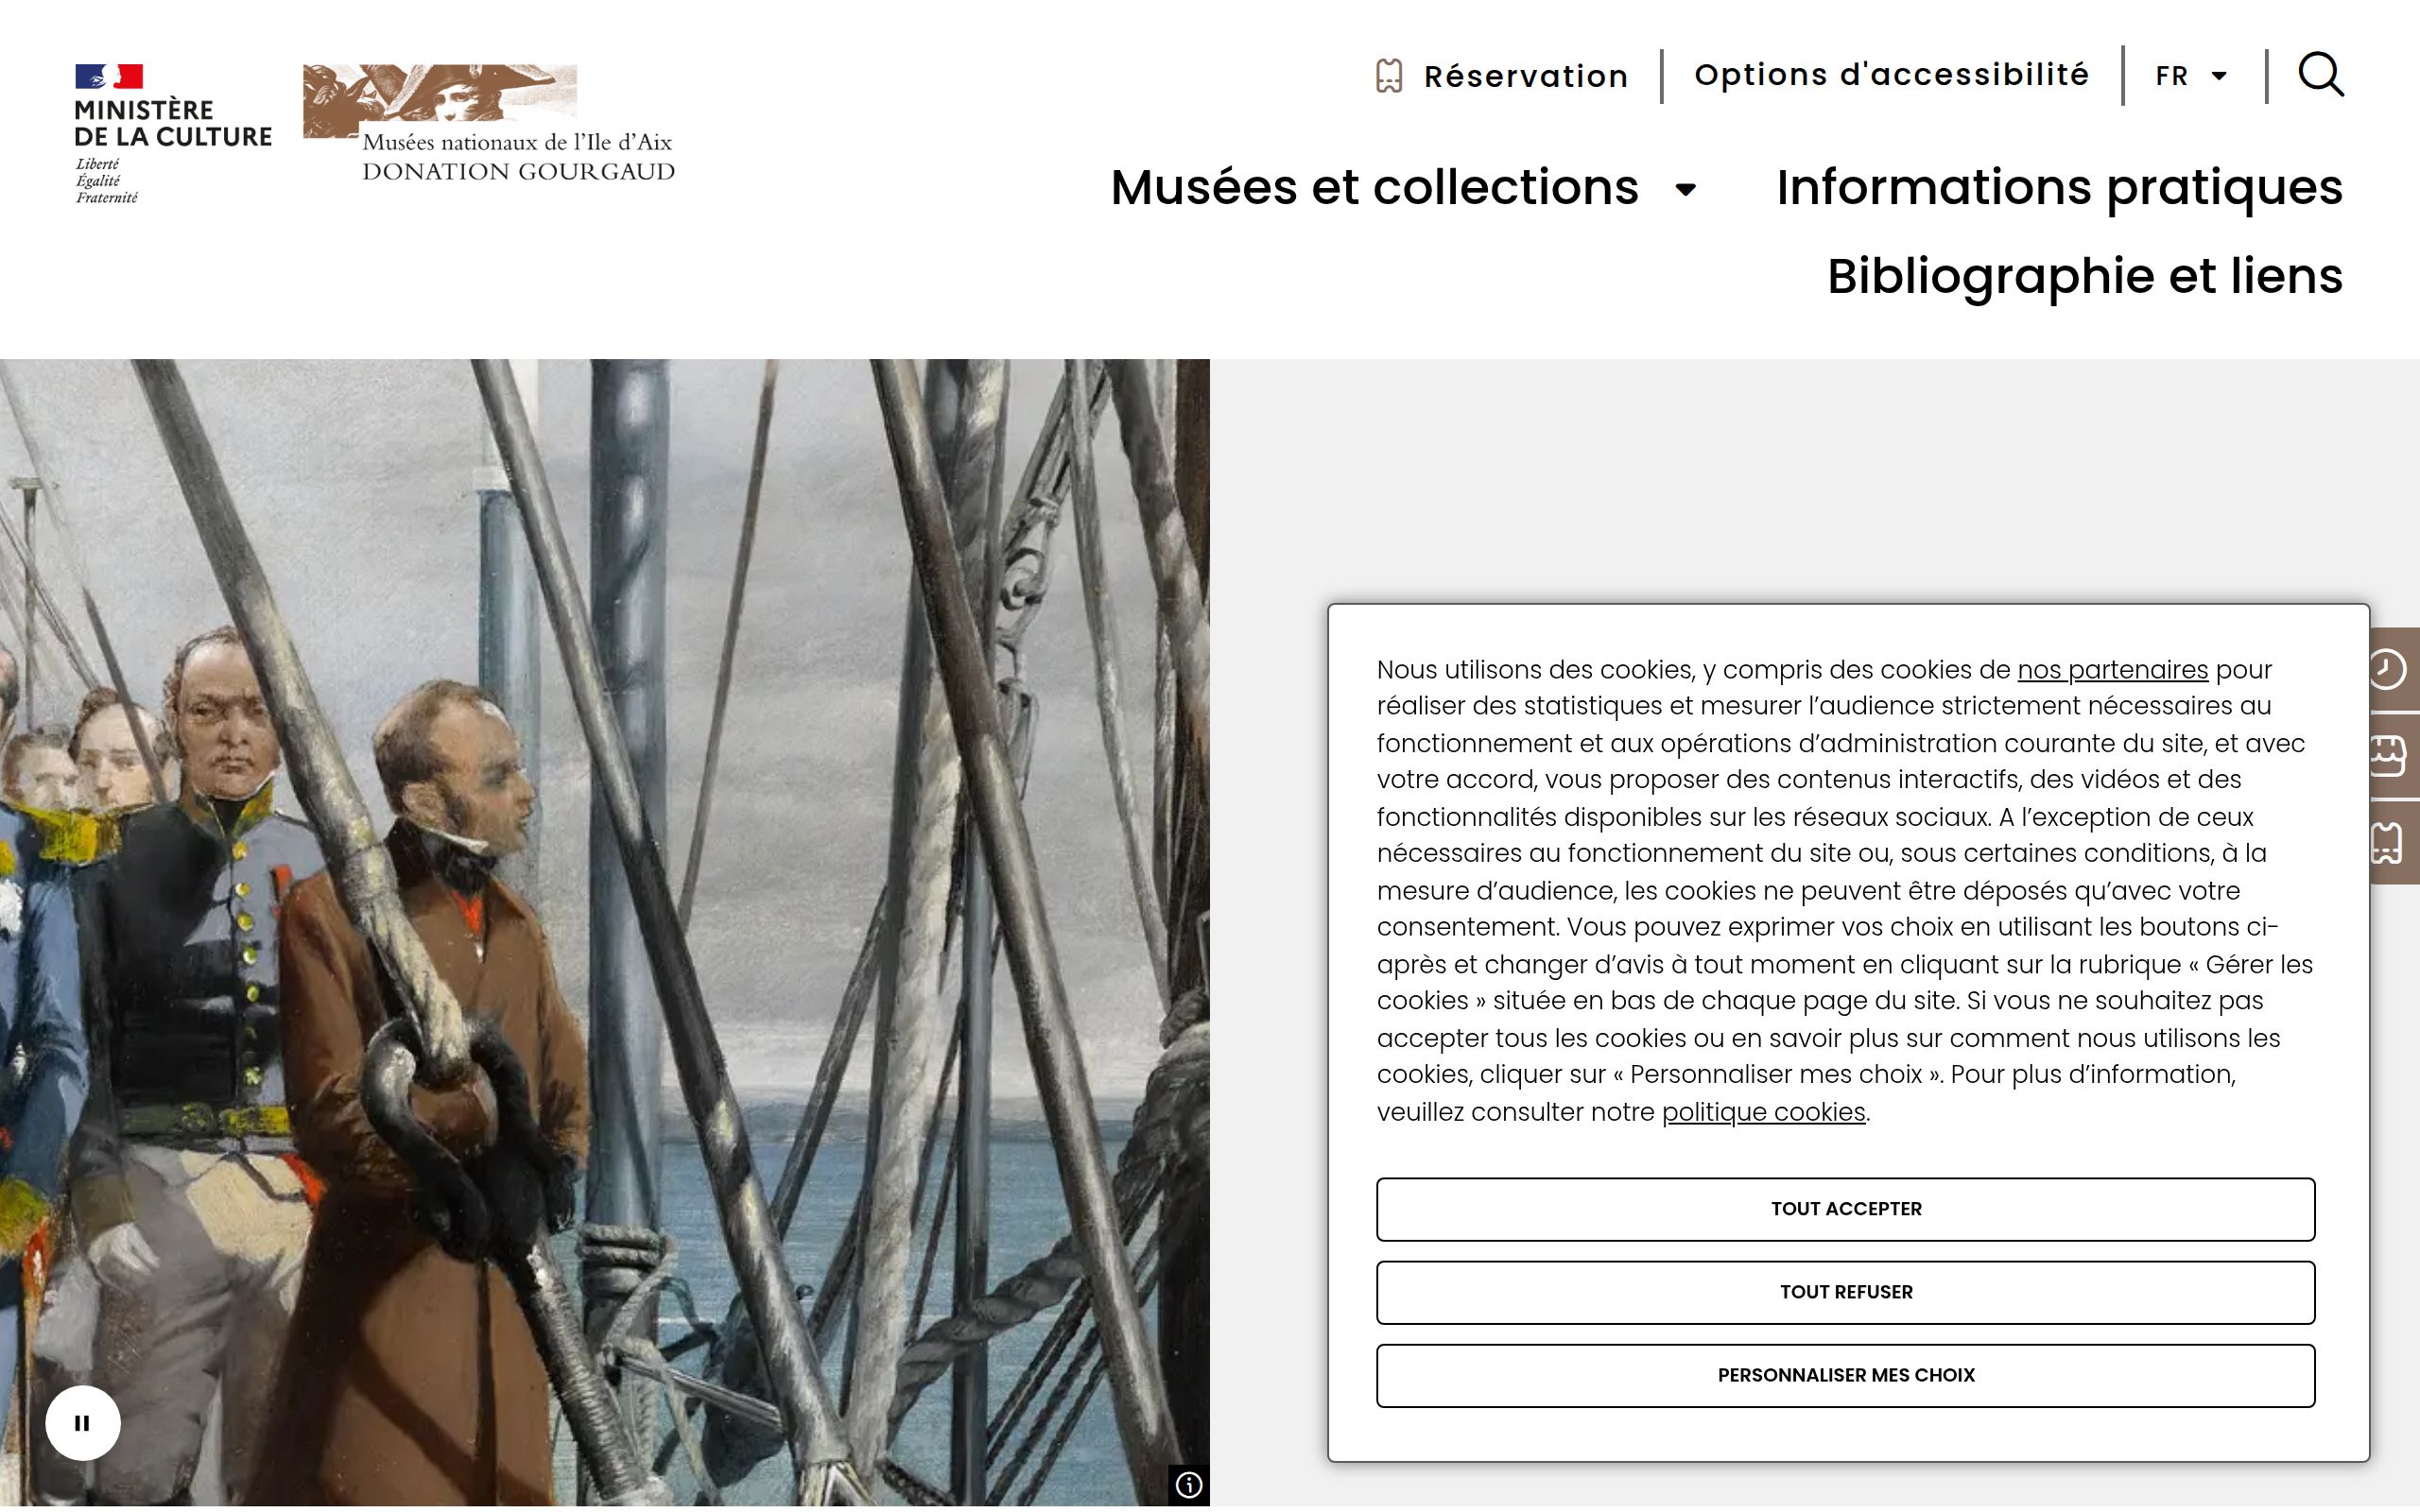 MINISTÈRE
DE LA CULTURE
Liberté
Égalité
Fraternité
Musées nationaux de l'Ile d'Aix
DONATION GOURGAUD
Réservation
Options d'accessibilité
FR
Musées et collections
Informations pratiques
Bibliographie et liens
Nous utilisons des cookies, y compris des cookies de nos partenaires pour
réaliser des statistiques et mesurer l’audience strictement nécessaires au
fonctionnement et aux opérations d’administration courante du site, et avec
votre accord, vous proposer des contenus interactifs, des vidéos et des
fonctionnalités disponibles sur les réseaux sociaux. A l’exception de ceux
nécessaires au fonctionnement du site ou, sous certaines conditions, à la
mesure d’audience, les cookies ne peuvent être déposés qu’avec votre
consentement. Vous pouvez exprimer vos choix en utilisant les boutons ci-
après et changer d’avis à tout moment en cliquant sur la rubrique « Gérer les
cookies » située en bas de chaque page du site. Si vous ne souhaitez pas
accepter tous les cookies ou en savoir plus sur comment nous utilisons les
cookies, cliquer sur « Personnaliser mes choix ». Pour plus d’information,
veuillez consulter notre politique cookies.
TOUT ACCEPTER
TOUT REFUSER
PERSONNALISER MES CHOIX